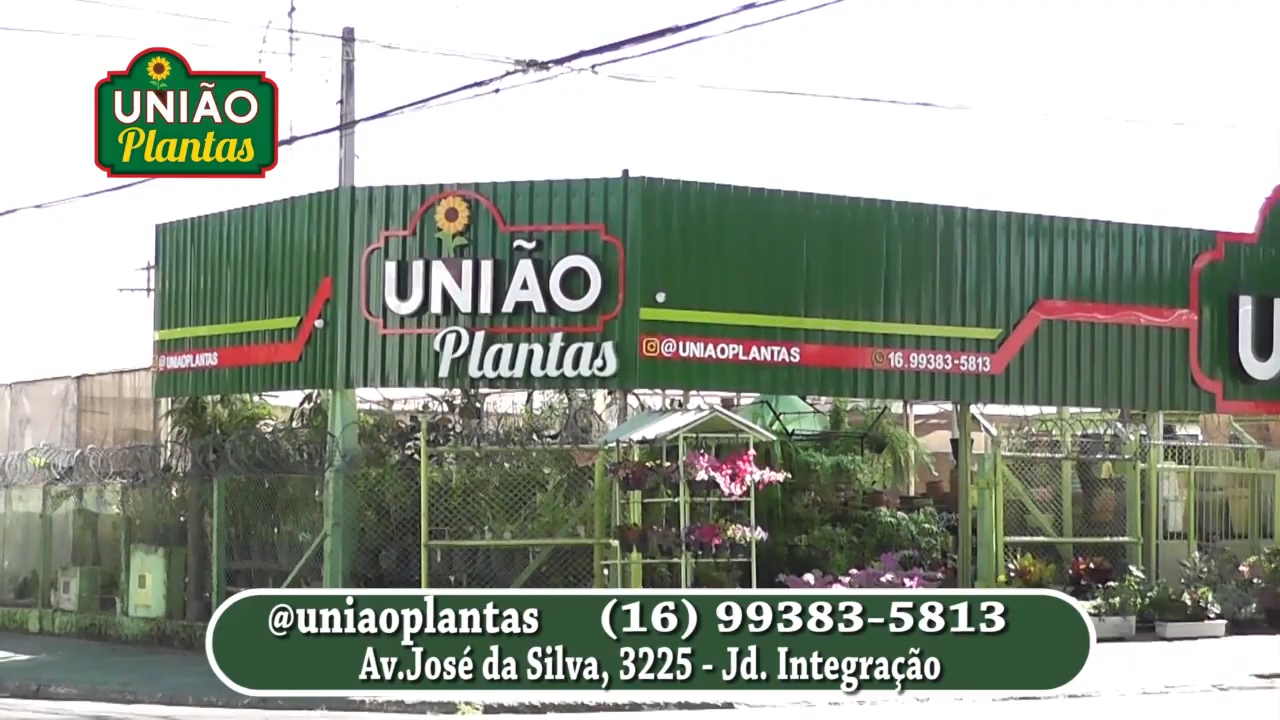 UNIÃO
Plantas
UNIÃO
Plantas
@UNIAOPLANTAS
@UNIAOPLANTAS
16.99383-5813
U
@uniaoplantas (16) 99383-5813
Av.José da Silva, 3225 - Jd. Integração